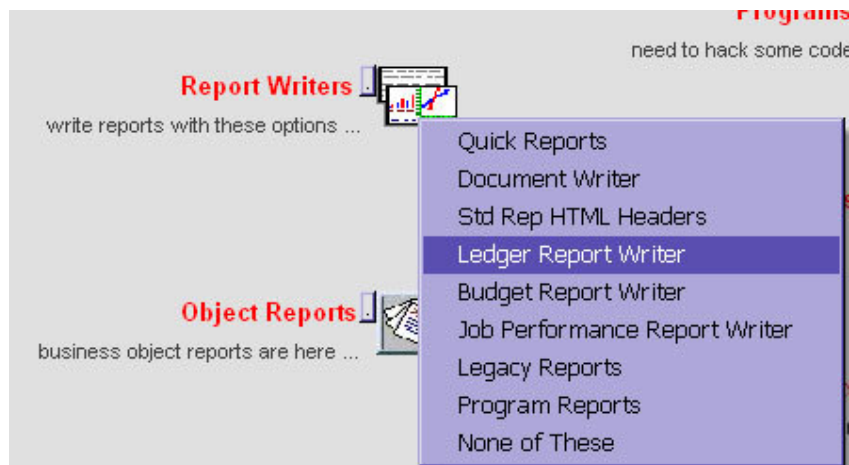 Programs
need to hack some code
Report Writers
write reports with these options ...
Quick Reports
Document Writer
Std Rep HTML Headers
Ledger Report Writer
Budget Report Writer
Job Performance Report Writer
Legacy Reports
Program Reports
None of These
Object Reports
business object reports are here ...